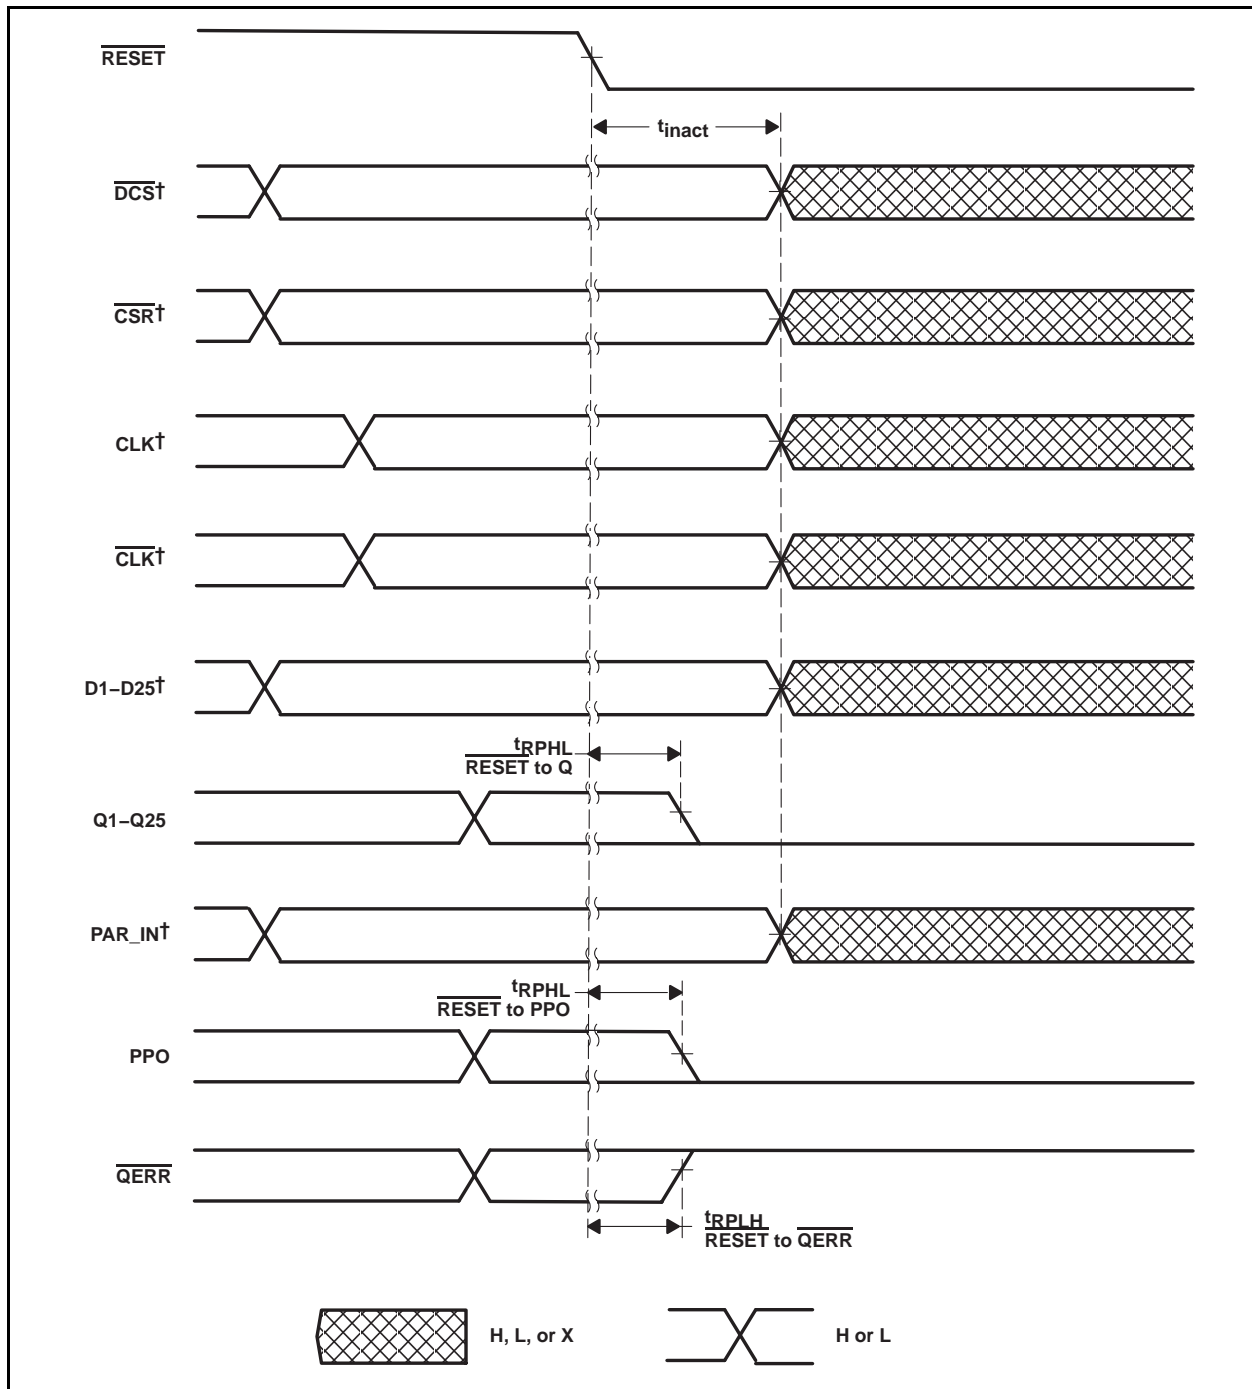 RESET
tinact
DCS†
CSR†
CLK†
CLK†
D1–D25†
tRPHL
RESET to Q
Q1–Q25
PAR_IN†
tRPHL
RESET to PPO
PPO
QERR
tRPLH
RESET to QERR
H, L, or X
H or L